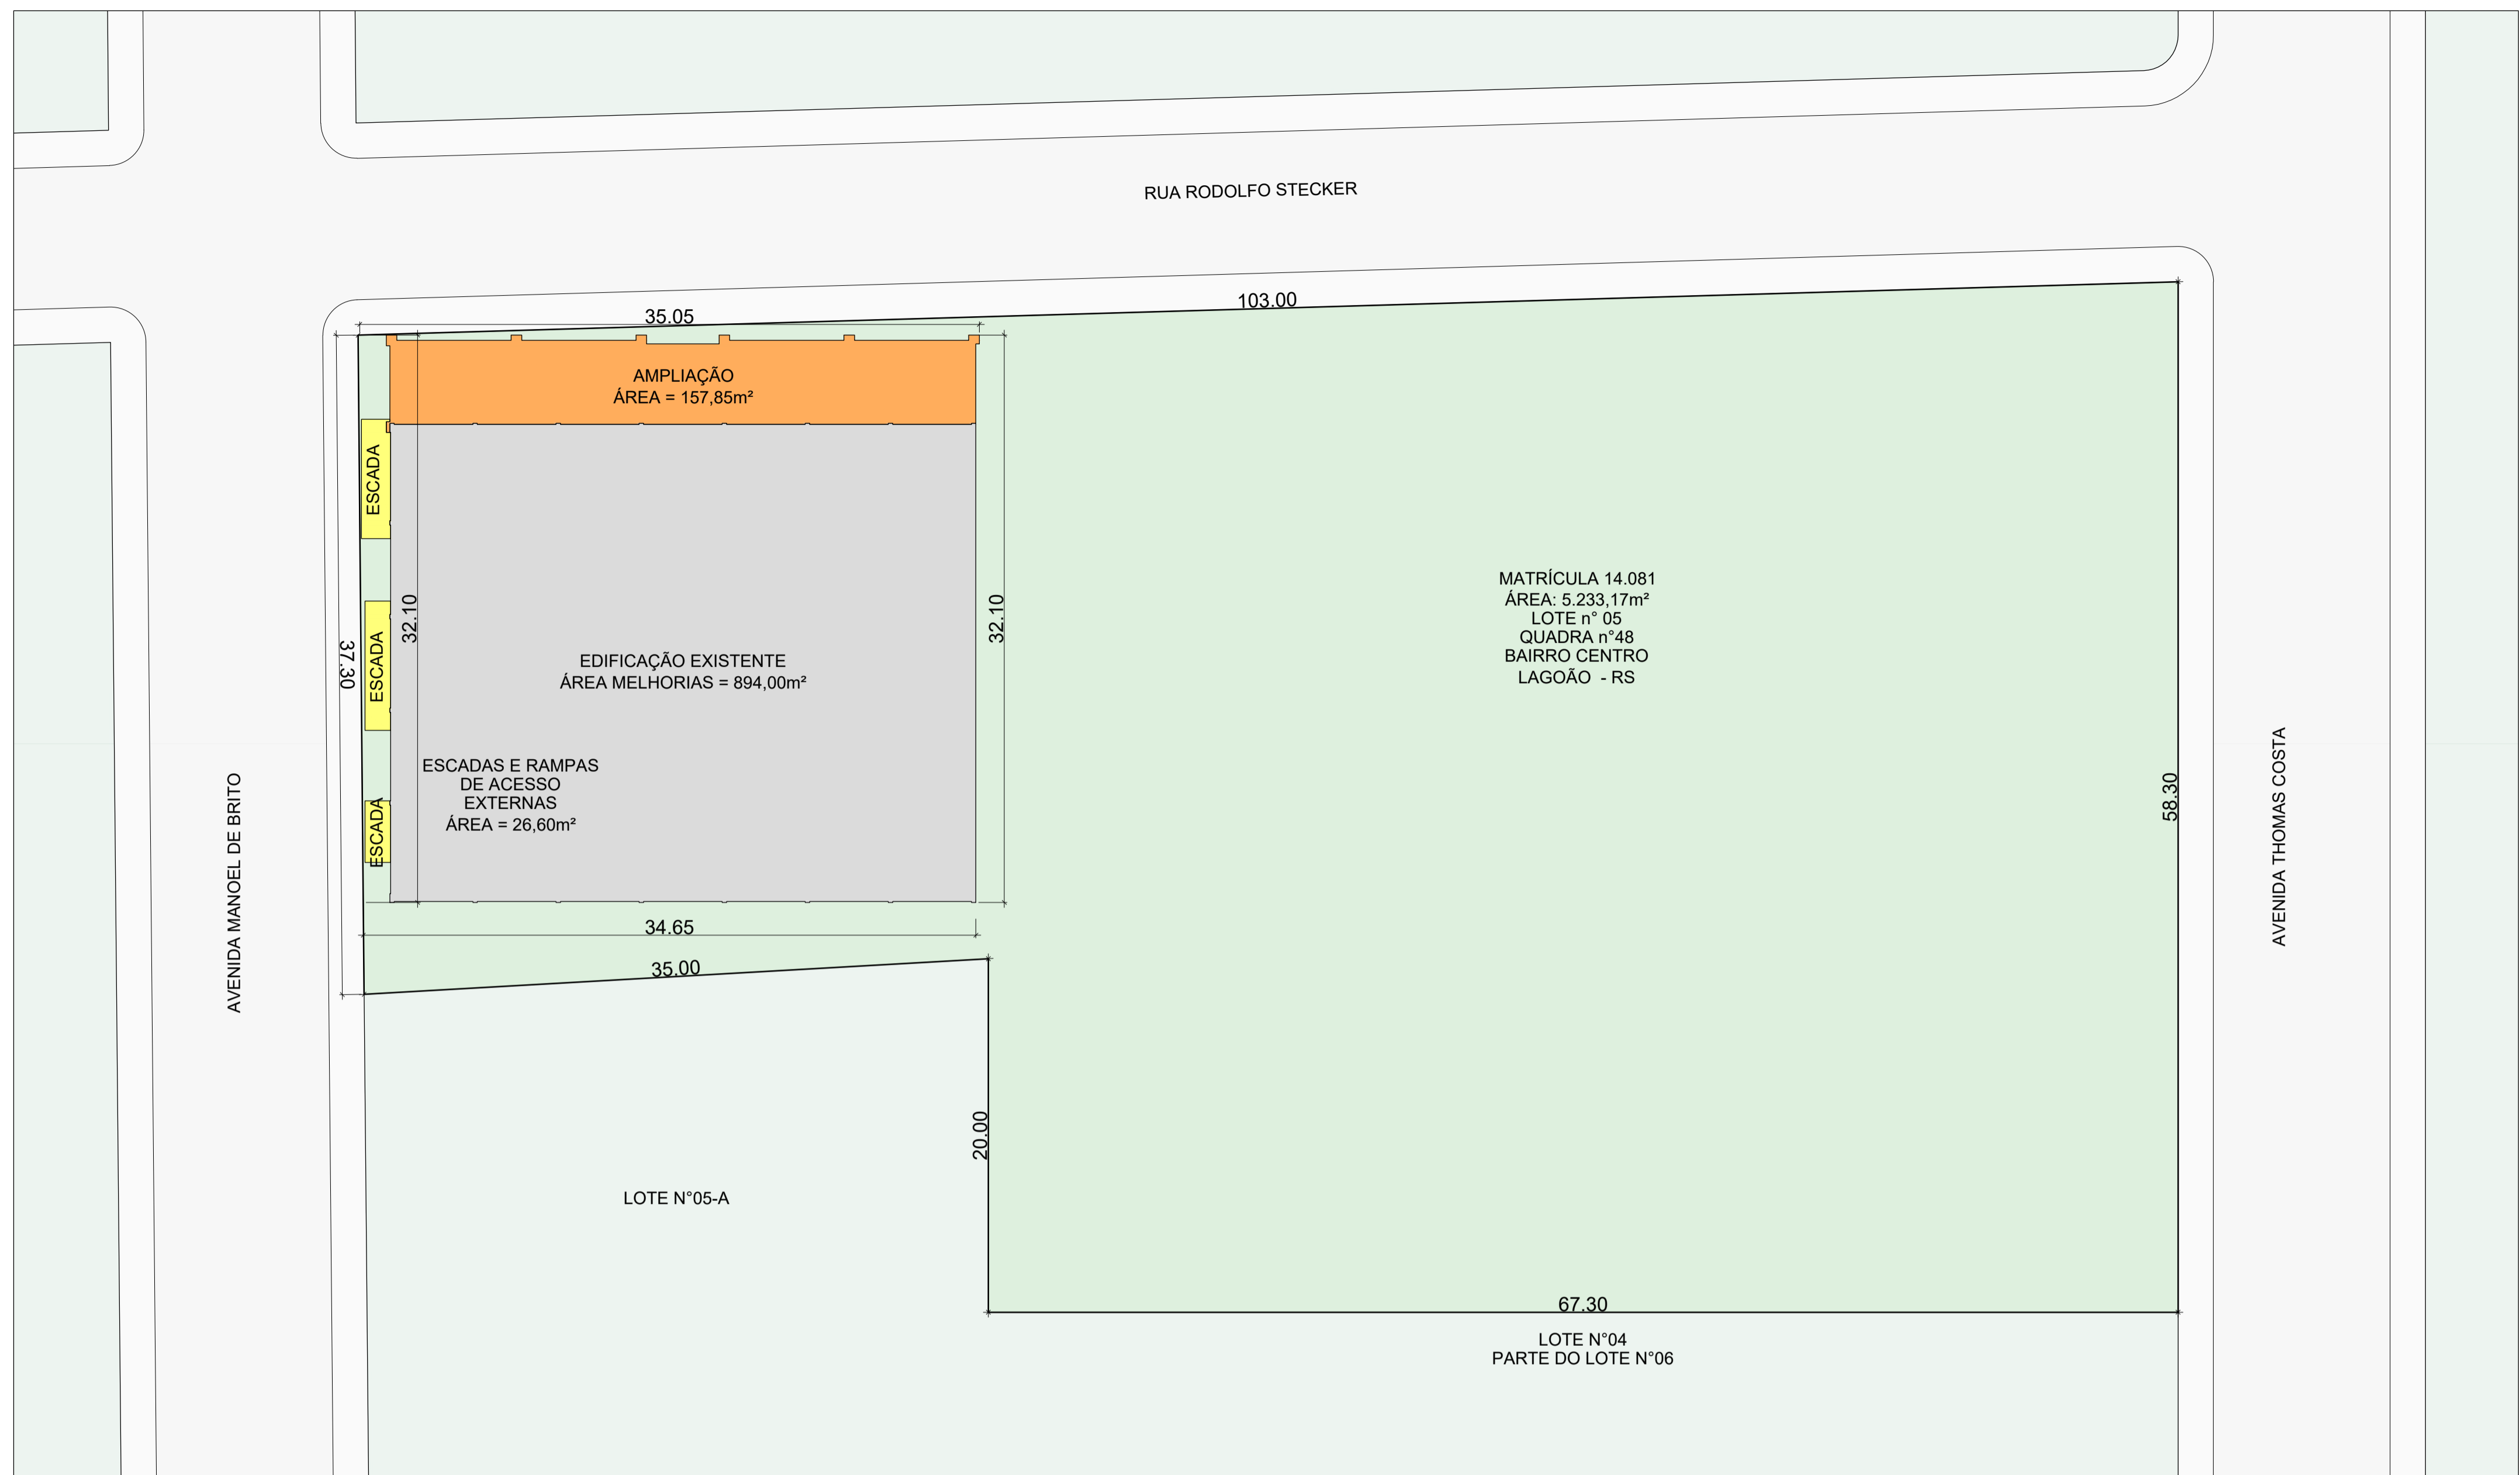 RUA RODOLFO STECKER
103.00
35.05
AMPLIAÇÃO
ÁREA = 157,85m²
ESCADA
MATRÍCULA 14.081
ÁREA: 5.233,17m²
LOTE n° 05
QUADRA n°48
BAIRRO CENTRO
LAGOÃO - RS
37.30
ESCADA
32.10
32.10
EDIFICAÇÃO EXISTENTE
ÁREA MELHORIAS = 894,00m²
ESCADAS E RAMPAS
DE ACESSO
EXTERNAS
ÁREA = 26,60m²
ESCADA
AVENIDA MANOEL DE BRITO
58.30
AVENIDA THOMAS COSTA
34.65
35.00
20.00
LOTE N°05-A
67.30
LOTE N°04
PARTE DO LOTE N°06